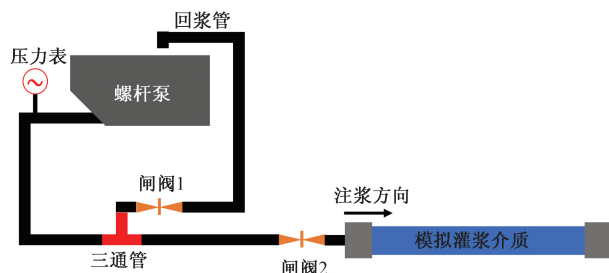 回浆管
压力表
螺杆泵
闸阀1
注浆方向
模拟灌浆介质
三通管
闸阀2